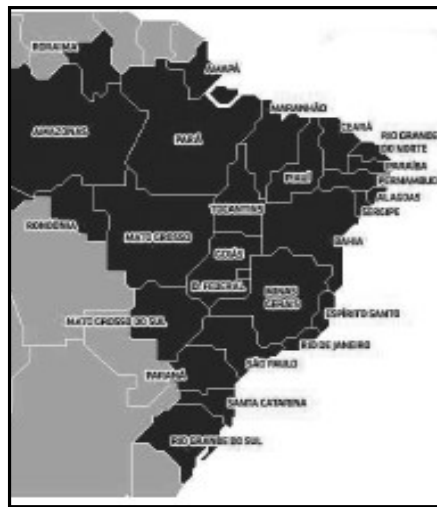 RORAIMA
AMAPÁ
MARANHÃO
CEARÁ
RIO GRANDE
DO NORTE
AMAZONAS
PARÁ
PARAÍBA
PIAUÍ
PERNAMBUCO
ALAGOAS
TOCANTINS
SERGIPE
RONDÔNIA
MATO GROSSO
BAHIA
GOIÁS
D FEDERAL
MINAS
GERAIS
ESPÍRITO SANTO
MATO GROSSO DO SUL
RIO DE JANEIRO
SÃO PAULO
PARANÁ
SANTA CATARINA
RIO GRANDE DO SUL